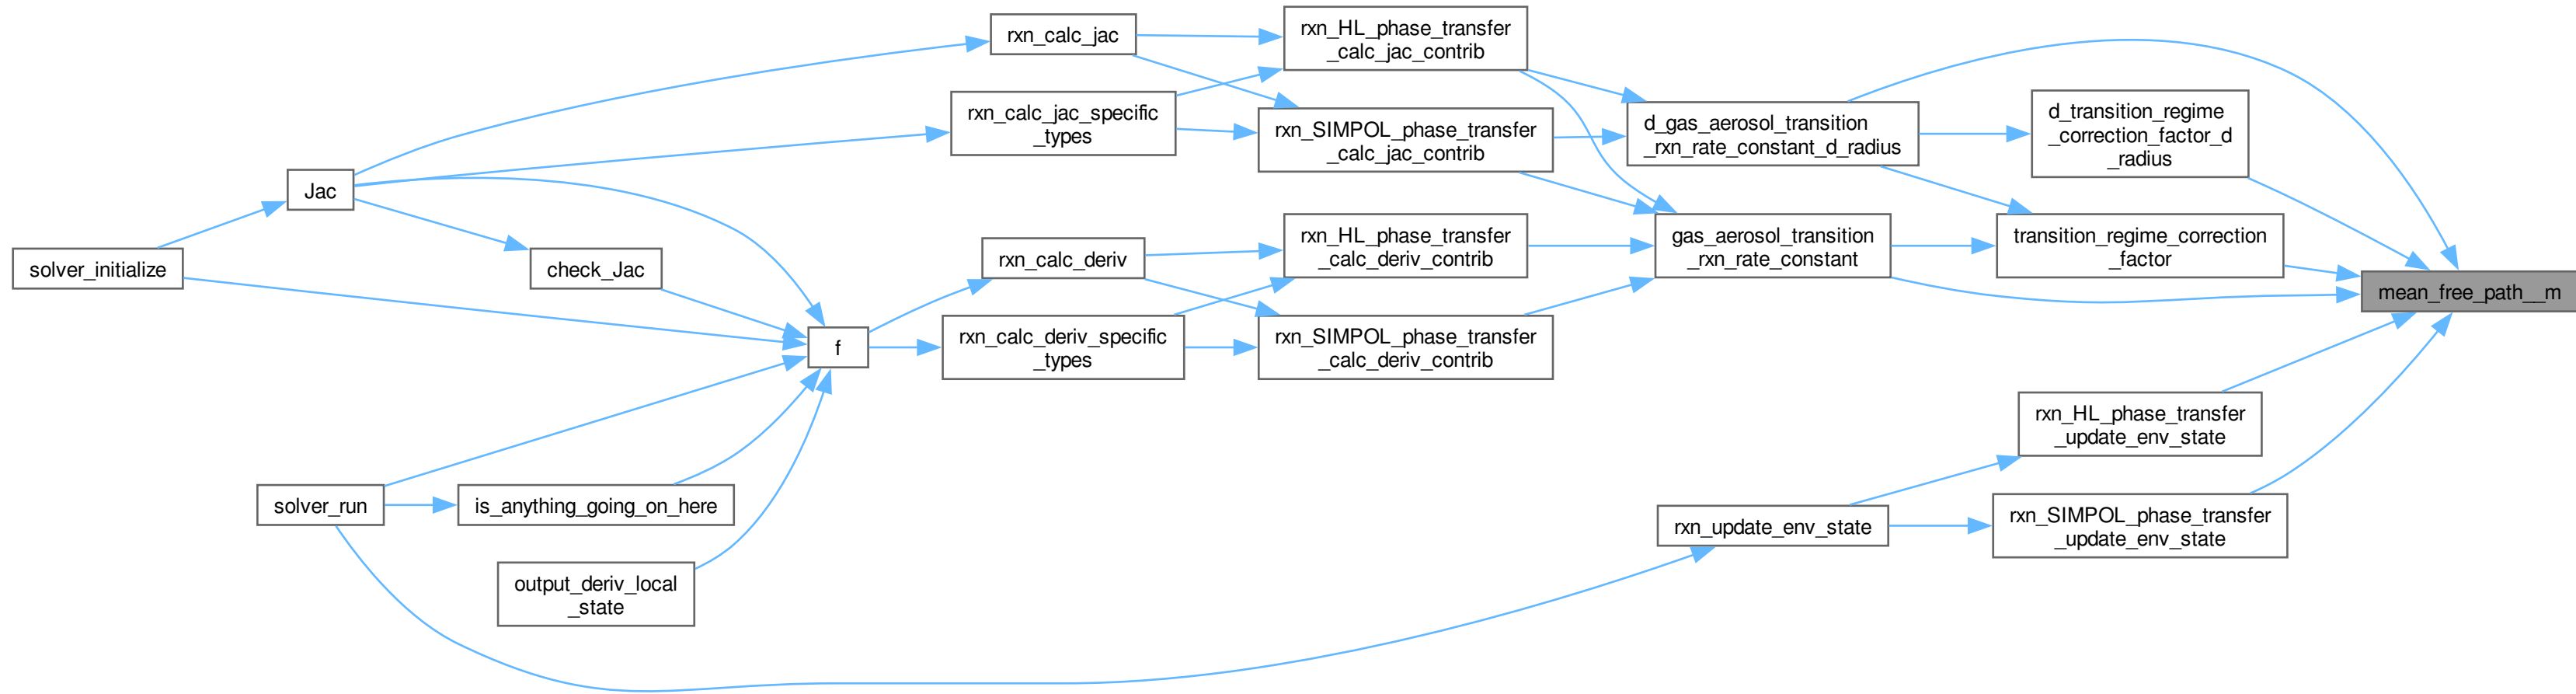 solver_initialize
Jac
solver_run
check_Jac
is_anything_going_on_here
output_deriv_local
_state
f
rxn_calc_jac
rxn_calc_jac_specific
_types
rxn_calc_deriv
rxn_calc_deriv_specific
_types
rxn_HL_phase_transfer
_calc_jac_contrib
rxn_SIMPOL_phase_transfer
_calc_jac_contrib
rxn_HL_phase_transfer
_calc_deriv_contrib
rxn_SIMPOL_phase_transfer
_calc_deriv_contrib
d_gas_aerosol_transition
_rxn_rate_constant_d_radius
gas_aerosol_transition
_rxn_rate_constant
rxn_update_env_state
d_transition_regime
_correction_factor_d
_radius
transition_regime_correction
_factor
rxn_HL_phase_transfer
_update_env_state
rxn_SIMPOL_phase_transfer
_update_env_state
mean_free_path__m